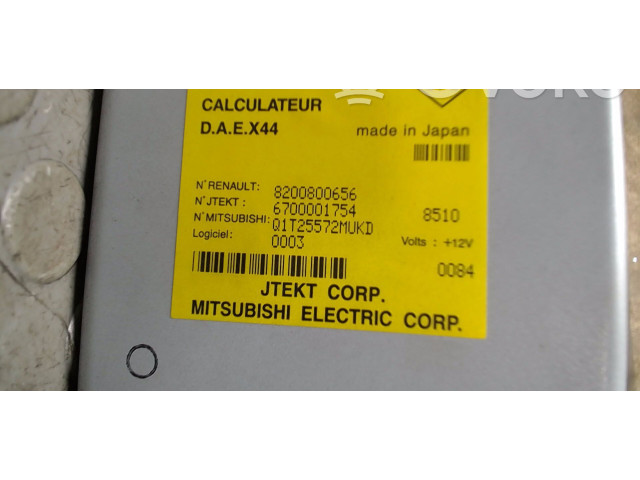 CALCULATEUR
D.A.E.X44
made in Japan
N°RENAULT: 8200800656
N°JTEKT : 6700001754
N°MITSUBISHI: Q1T25572MUKD
8510
Logiciel: 0003
Volts : +12V
0084
JTEKT CORP.
MITSUBISHI ELECTRIC CORP.